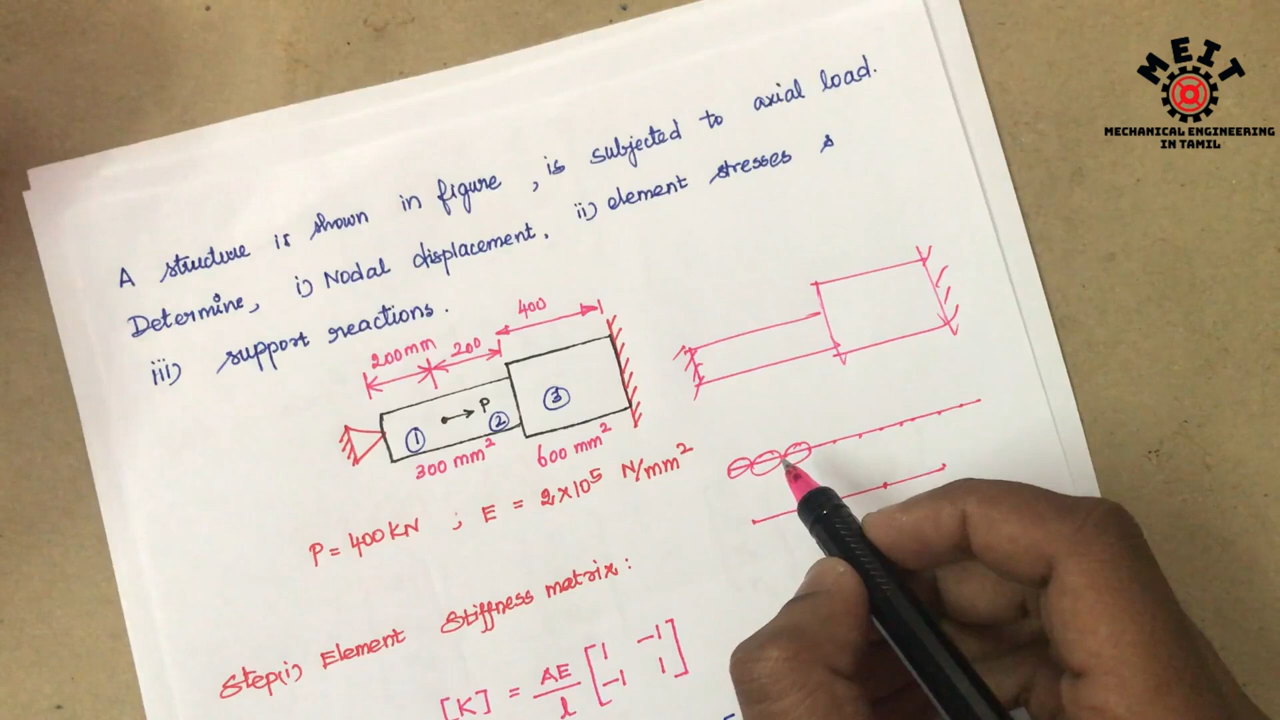 MEIT
MECHANICAL ENGINEERING
IN TAMIL
A structure is shown in figure, is subjected to axial load.
Determine, i) Nodal displacement. ii) element stresses &
iii) support reactions.
400
200mm 200
P
1 2 3
300 mm² 600 mm²
P = 400 KN ; E = 2×10⁵ N/mm²
Step(i) Element Stiffness matrix:
[K] = AE/l [1 -1
-1 1]